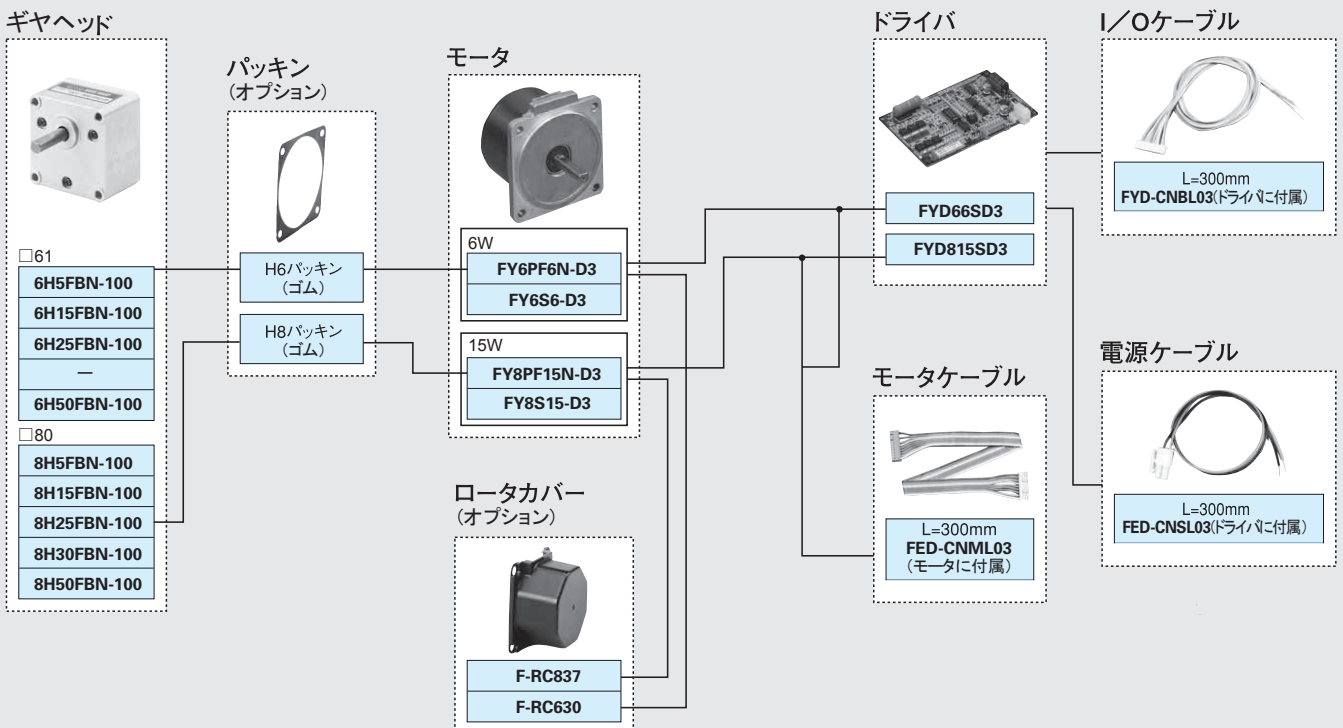 ギヤヘッド
□61
6H5FBN-100
6H15FBN-100
6H25FBN-100
—
6H50FBN-100
□80
8H5FBN-100
8H15FBN-100
8H25FBN-100
8H30FBN-100
8H50FBN-100
パッキン
(オプション)
H6パッキン
(ゴム)
H8パッキン
(ゴム)
モータ
6W
FY6PF6N-D3
FY6S6-D3
15W
FY8PF15N-D3
FY8S15-D3
ロータカバー
(オプション)
F-RC837
F-RC630
ドライバ
FYD66SD3
FYD815SD3
モータケーブル
L=300mm
FED-CNML03
(モータに付属)
I/Oケーブル
L=300mm
FYD-CNBL03(ドライバに付属)
電源ケーブル
L=300mm
FED-CNSL03(ドライバに付属)